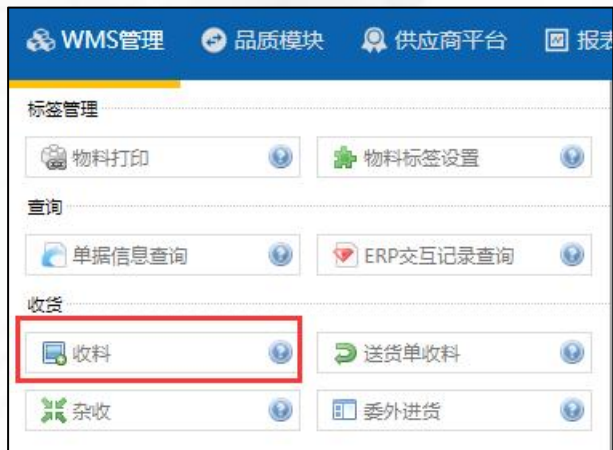 WMS管理 品质模块 供应商平台 报表
标签管理
物料打印 物料标签设置
查询
单据信息查询 ERP交互记录查询
收货
收料 送货单收料
杂收 委外进货